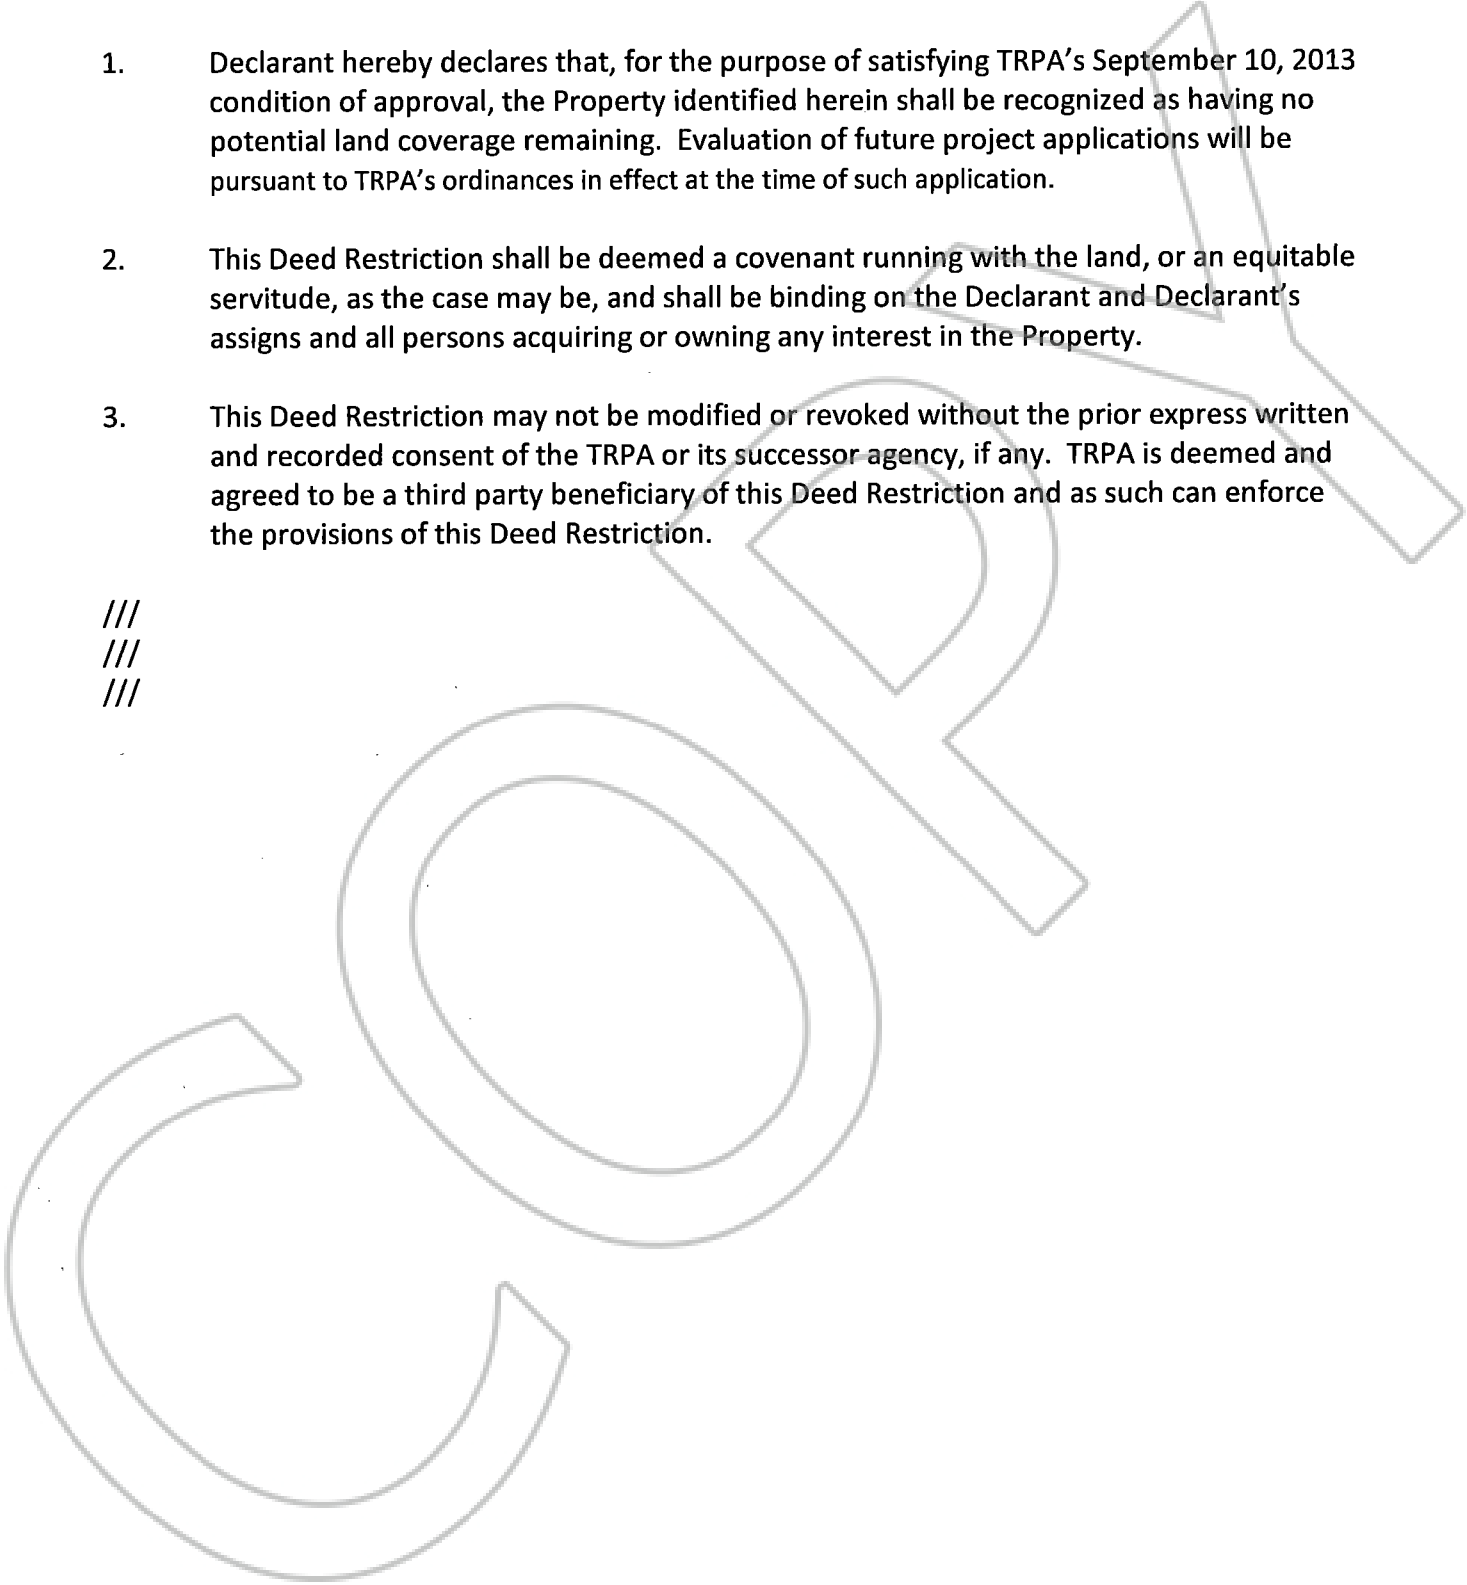 1. Declarant hereby declares that, for the purpose of satisfying TRPA's September 10, 2013
condition of approval, the Property identified herein shall be recognized as having no
potential land coverage remaining.  Evaluation of future project applications will be
pursuant to TRPA's ordinances in effect at the time of such application.
2. This Deed Restriction shall be deemed a covenant running with the land, or an equitable
servitude, as the case may be, and shall be binding on the Declarant and Declarant's
assigns and all persons acquiring or owning any interest in the Property.
3. This Deed Restriction may not be modified or revoked without the prior express written
and recorded consent of the TRPA or its successor agency, if any.  TRPA is deemed and
agreed to be a third party beneficiary of this Deed Restriction and as such can enforce
the provisions of this Deed Restriction.
///
///
///
COPY